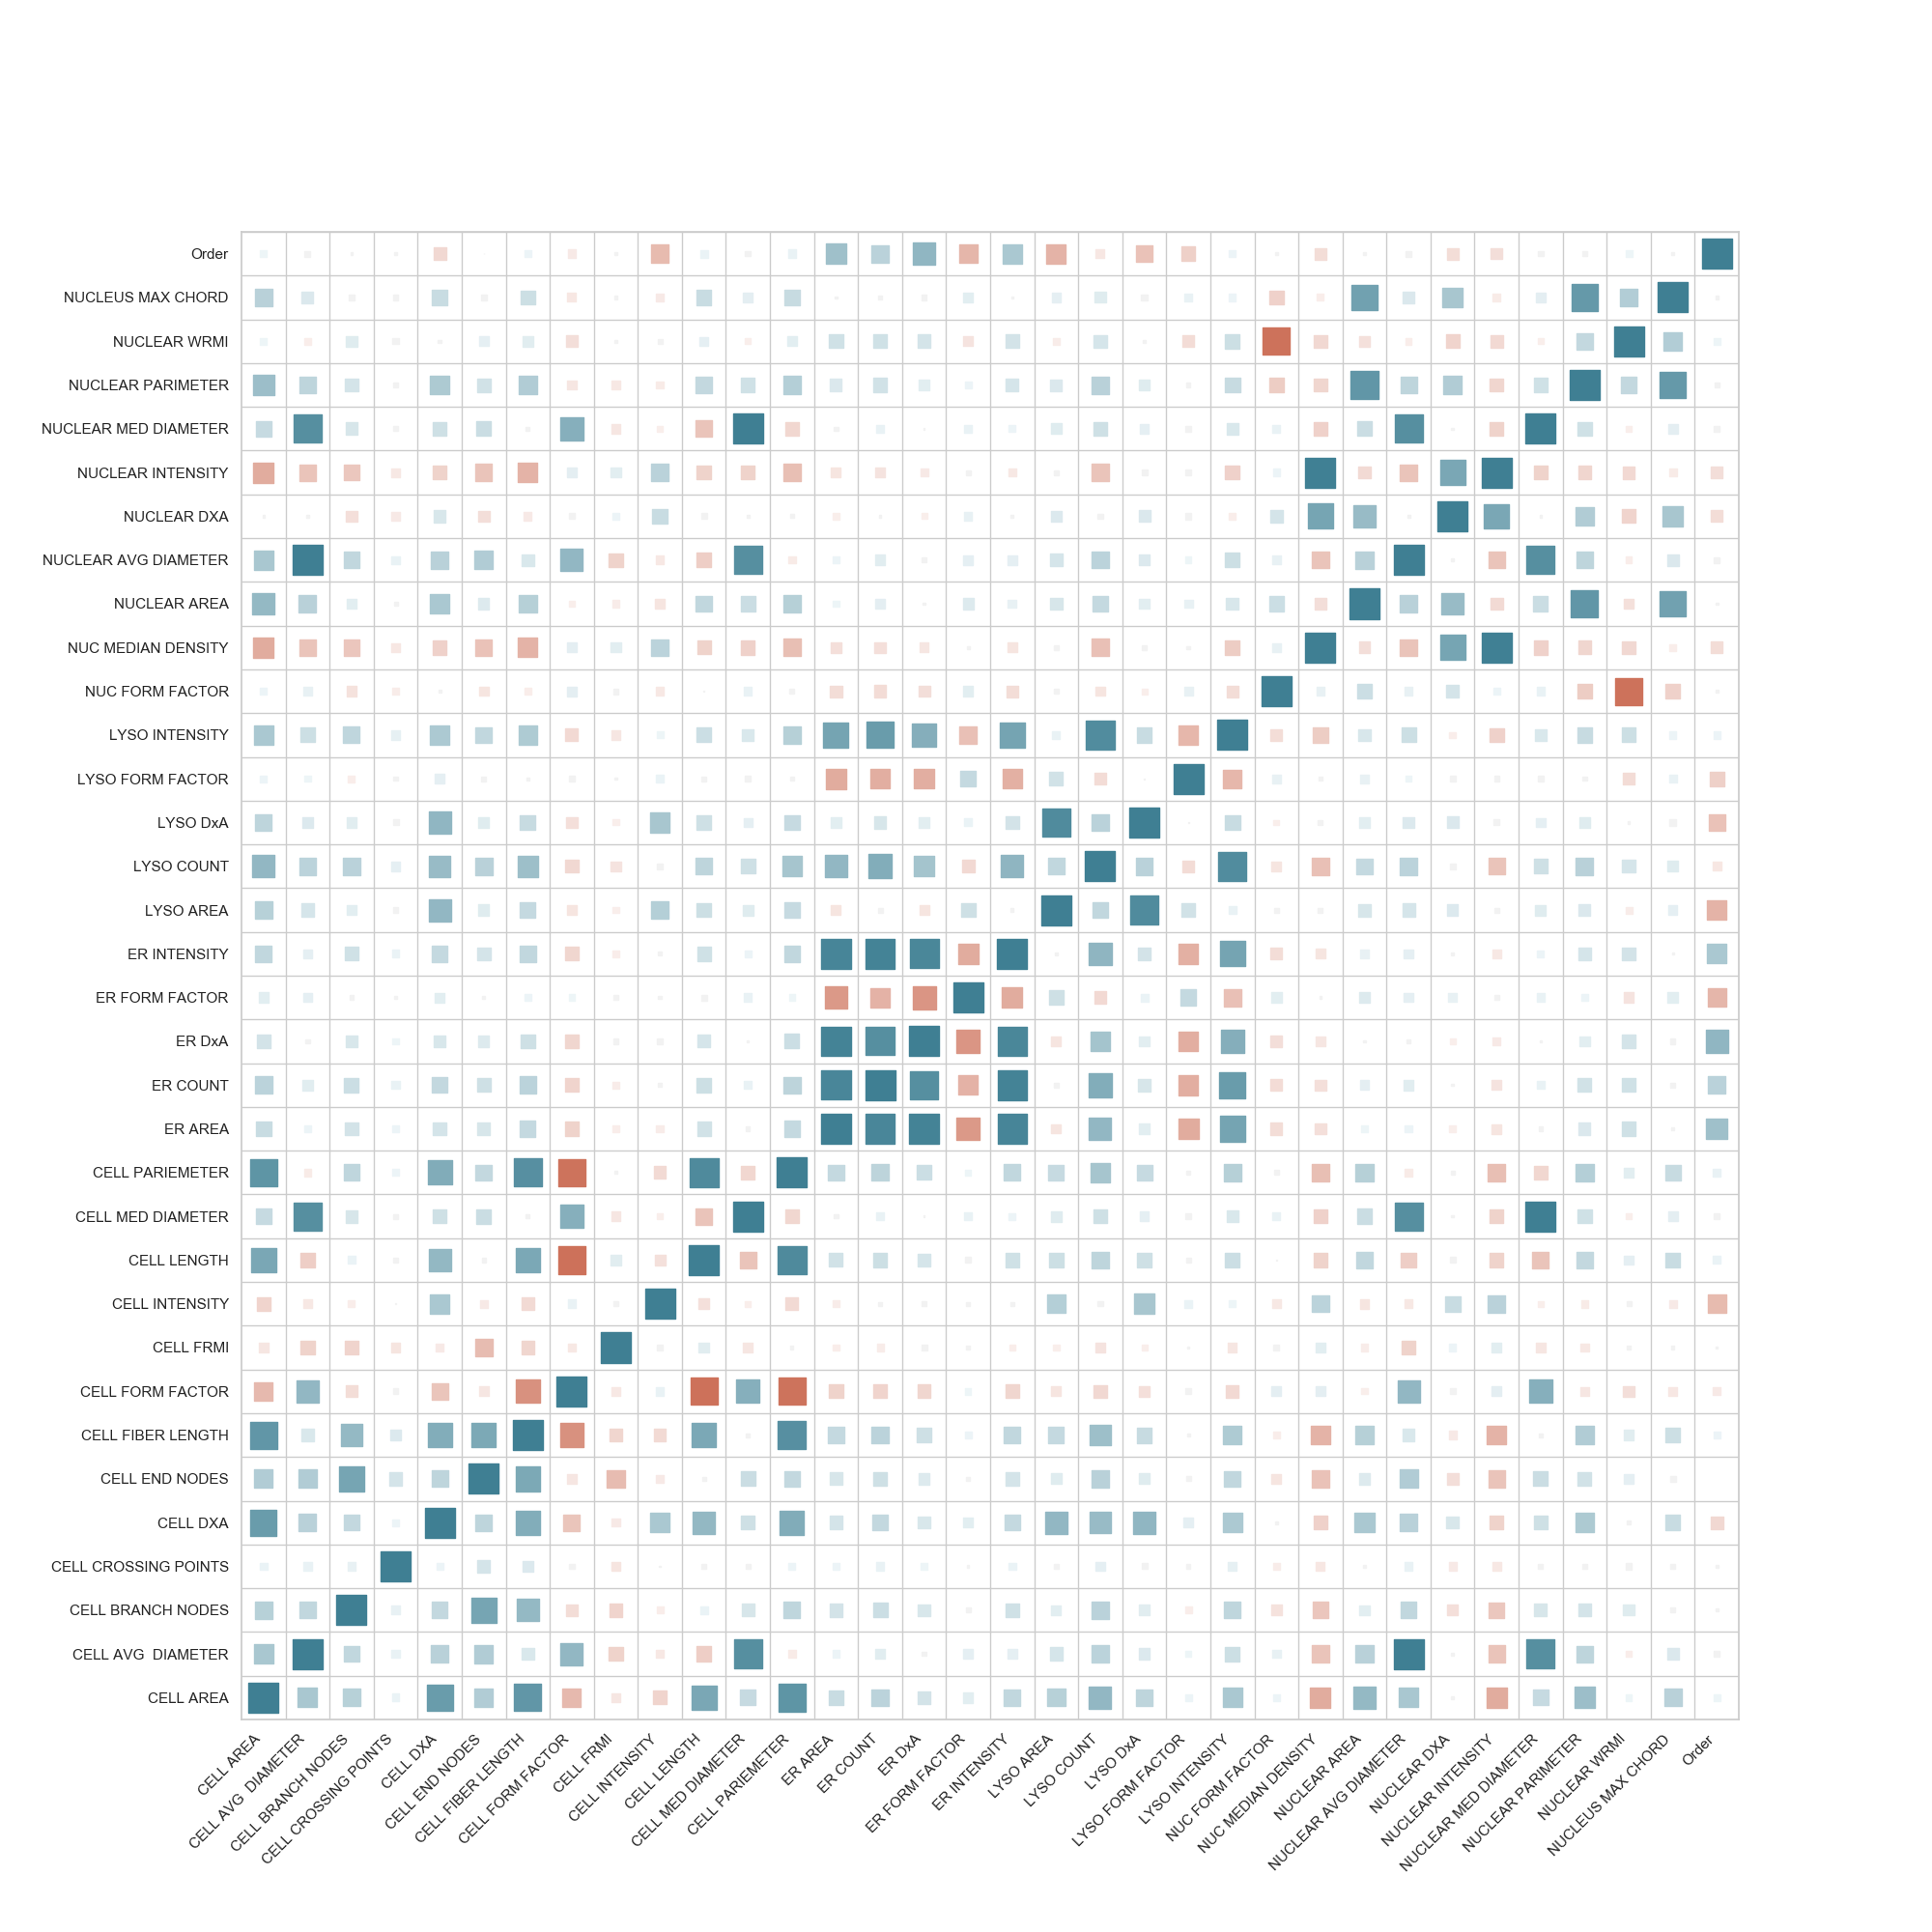 Order
NUCLEUS MAX CHORD
NUCLEAR WRMI
NUCLEAR PARIMETER
NUCLEAR MED DIAMETER
NUCLEAR INTENSITY
NUCLEAR DXA
NUCLEAR AVG DIAMETER
NUCLEAR AREA
NUC MEDIAN DENSITY
NUC FORM FACTOR
LYSO INTENSITY
LYSO FORM FACTOR
LYSO DxA
LYSO COUNT
LYSO AREA
ER INTENSITY
ER FORM FACTOR
ER DxA
ER COUNT
ER AREA
CELL PARIEMETER
CELL MED DIAMETER
CELL LENGTH
CELL INTENSITY
CELL FRMI
CELL FORM FACTOR
CELL FIBER LENGTH
CELL END NODES
CELL DXA
CELL CROSSING POINTS
CELL BRANCH NODES
CELL AVG  DIAMETER
CELL AREA
CELL AREA
CELL AVG  DIAMETER
CELL BRANCH NODES
CELL CROSSING POINTS
CELL DXA
CELL END NODES
CELL FIBER LENGTH
CELL FORM FACTOR
CELL FRMI
CELL INTENSITY
CELL LENGTH
CELL MED DIAMETER
CELL PARIEMETER
ER AREA
ER COUNT
ER DxA
ER FORM FACTOR
ER INTENSITY
LYSO AREA
LYSO COUNT
LYSO DxA
LYSO FORM FACTOR
LYSO INTENSITY
NUC FORM FACTOR
NUC MEDIAN DENSITY
NUCLEAR AREA
NUCLEAR AVG DIAMETER
NUCLEAR DXA
NUCLEAR INTENSITY
NUCLEAR MED DIAMETER
NUCLEAR PARIMETER
NUCLEAR WRMI
NUCLEUS MAX CHORD
Order